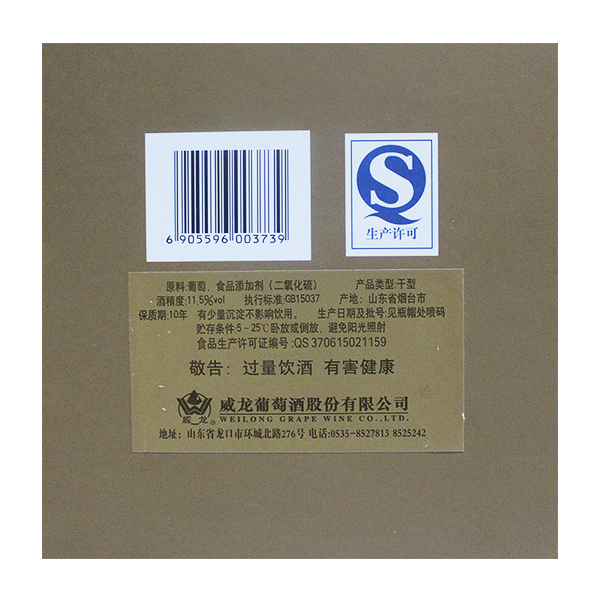 6 905596 003739
S
生产许可
原料:葡萄、食品添加剂（二氧化硫） 产品类型:干型
酒精度:11.5%vol 执行标准:GB15037 产地: 山东省烟台市
保质期:10年 有少量沉淀不影响饮用。 生产日期及批号:见瓶帽处喷码
贮存条件:5~25℃卧放或倒放，避免阳光照射
食品生产许可证编号:QS 370615021159
敬告: 过量饮酒 有害健康
威龙
威龙葡萄酒股份有限公司
WEILONG GRAPE WINE CO.,LTD.
地址: 山东省龙口市环城北路276号 电话:0535-8527813 8525242